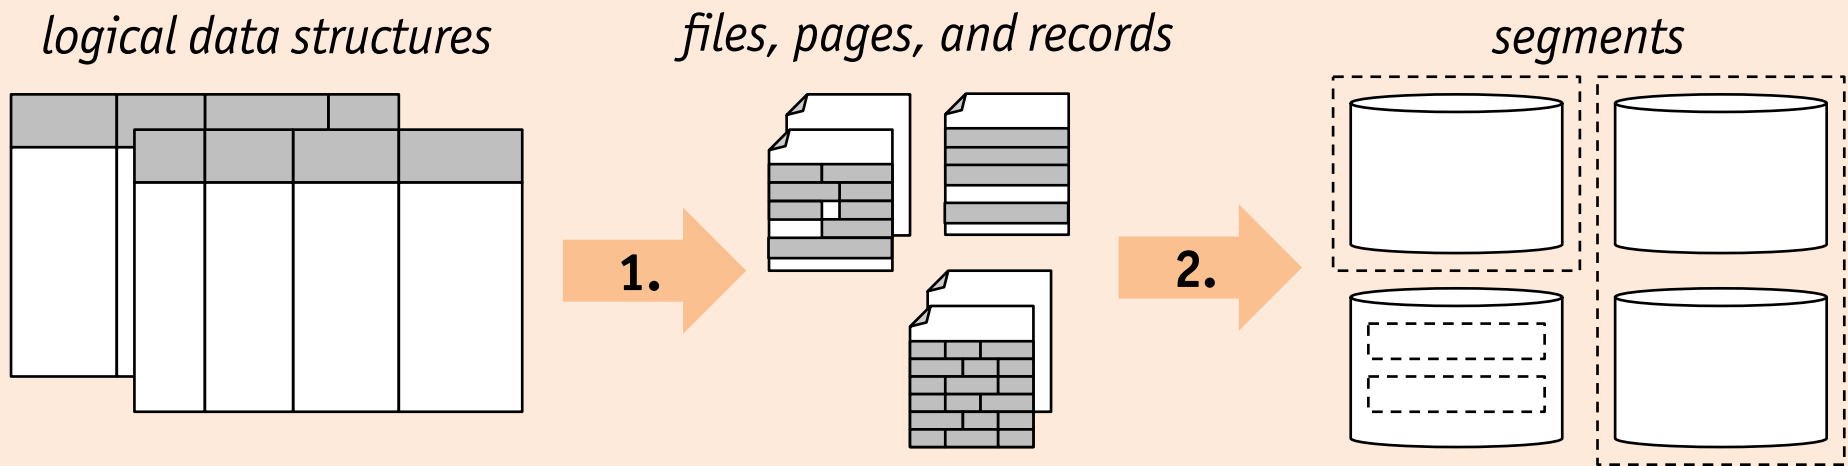 logical data structures
files, pages, and records
segments
1.
2.